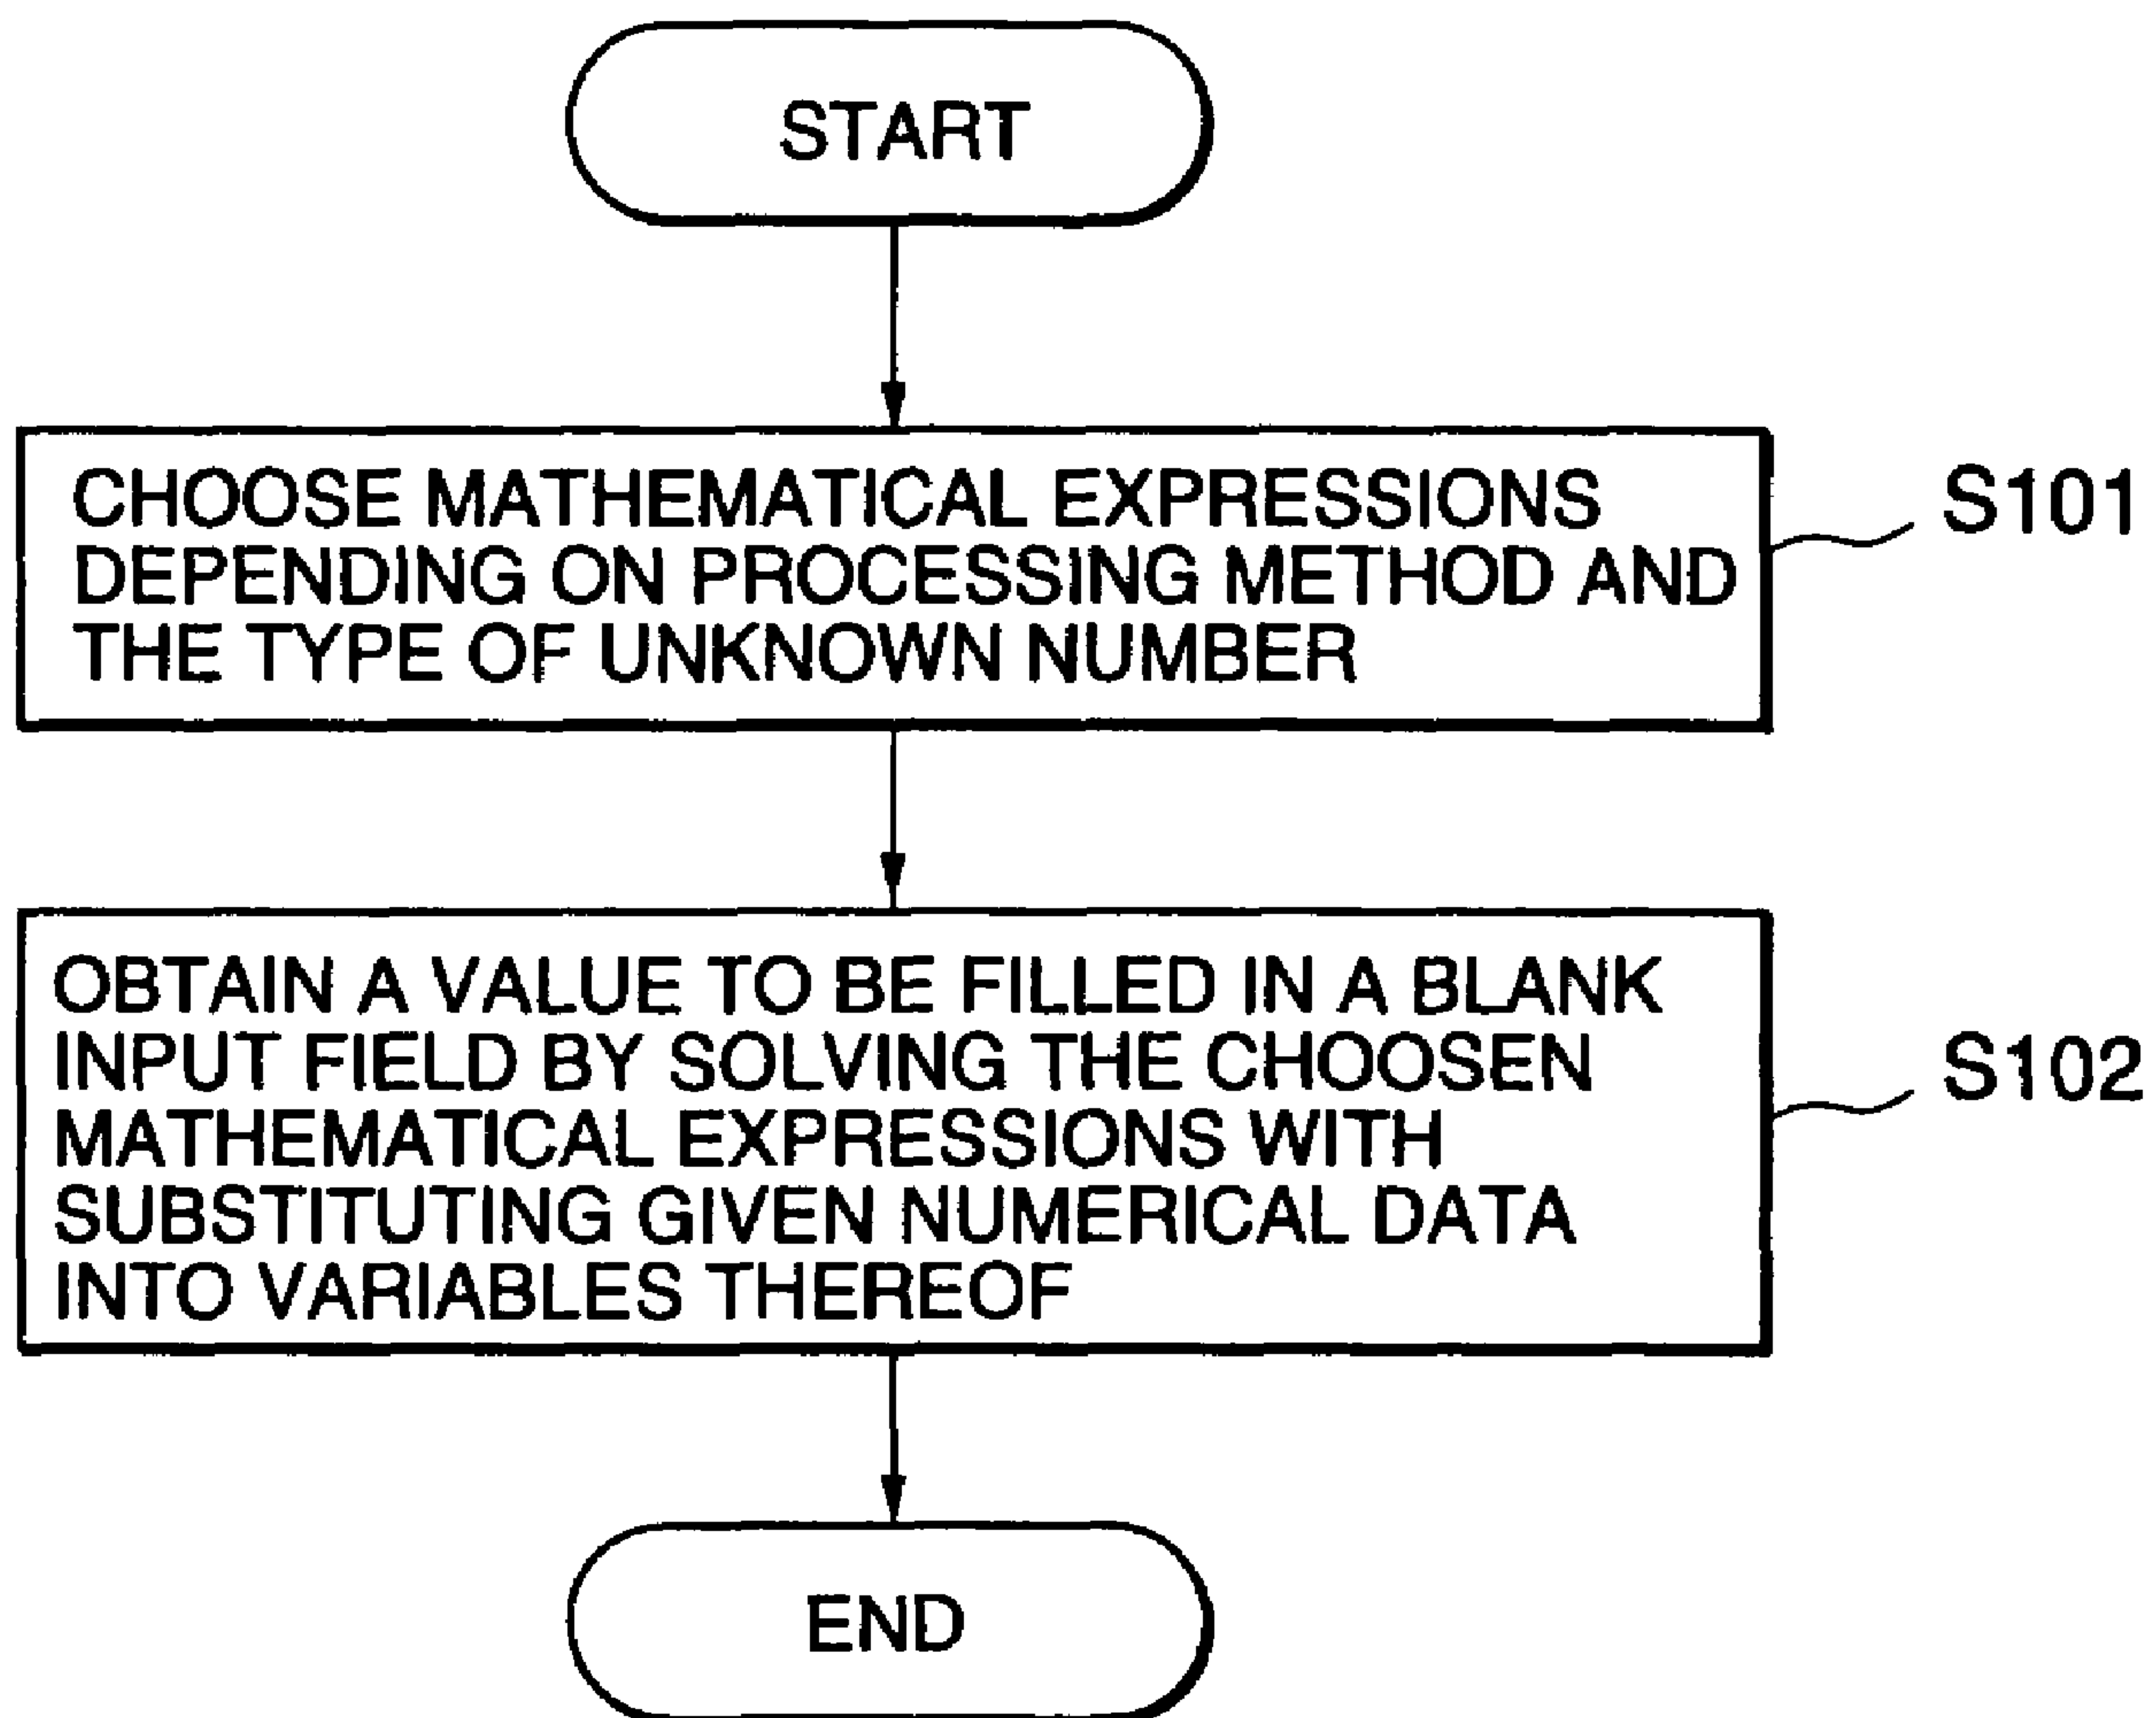 START
CHOOSE MATHEMATICAL EXPRESSIONS
DEPENDING ON PROCESSING METHOD AND
THE TYPE OF UNKNOWN NUMBER
S101
OBTAIN A VALUE TO BE FILLED IN A BLANK
INPUT FIELD BY SOLVING THE CHOOSEN
MATHEMATICAL EXPRESSIONS WITH
SUBSTITUTING GIVEN NUMERICAL DATA
INTO VARIABLES THEREOF
S102
END